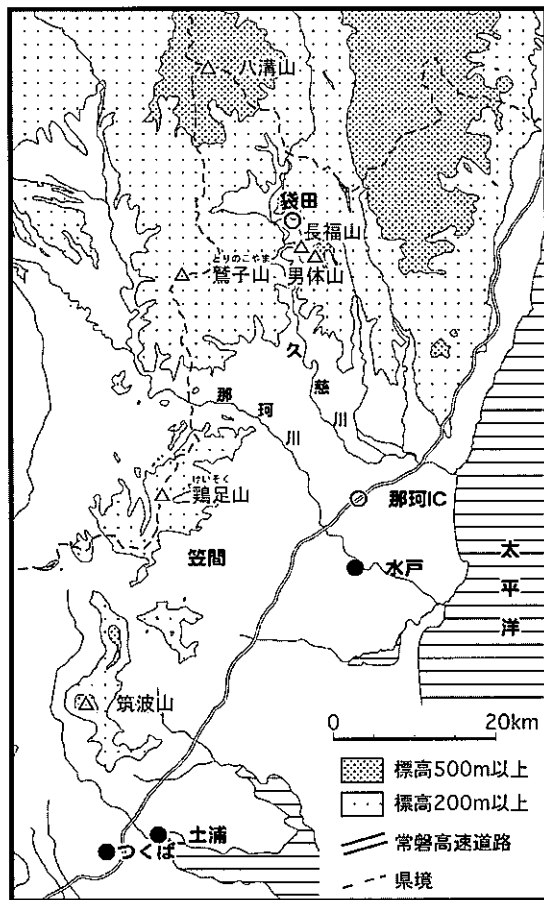 八溝山
袋田
長福山
とりのこやま
鷲子山
男体山
久慈川
那珂川
けいそく
鶏足山
那珂IC
笠間
水戸
太平洋
筑波山
0 20km
標高500m以上
標高200m以上
土浦
つくば
常磐高速道路
県境